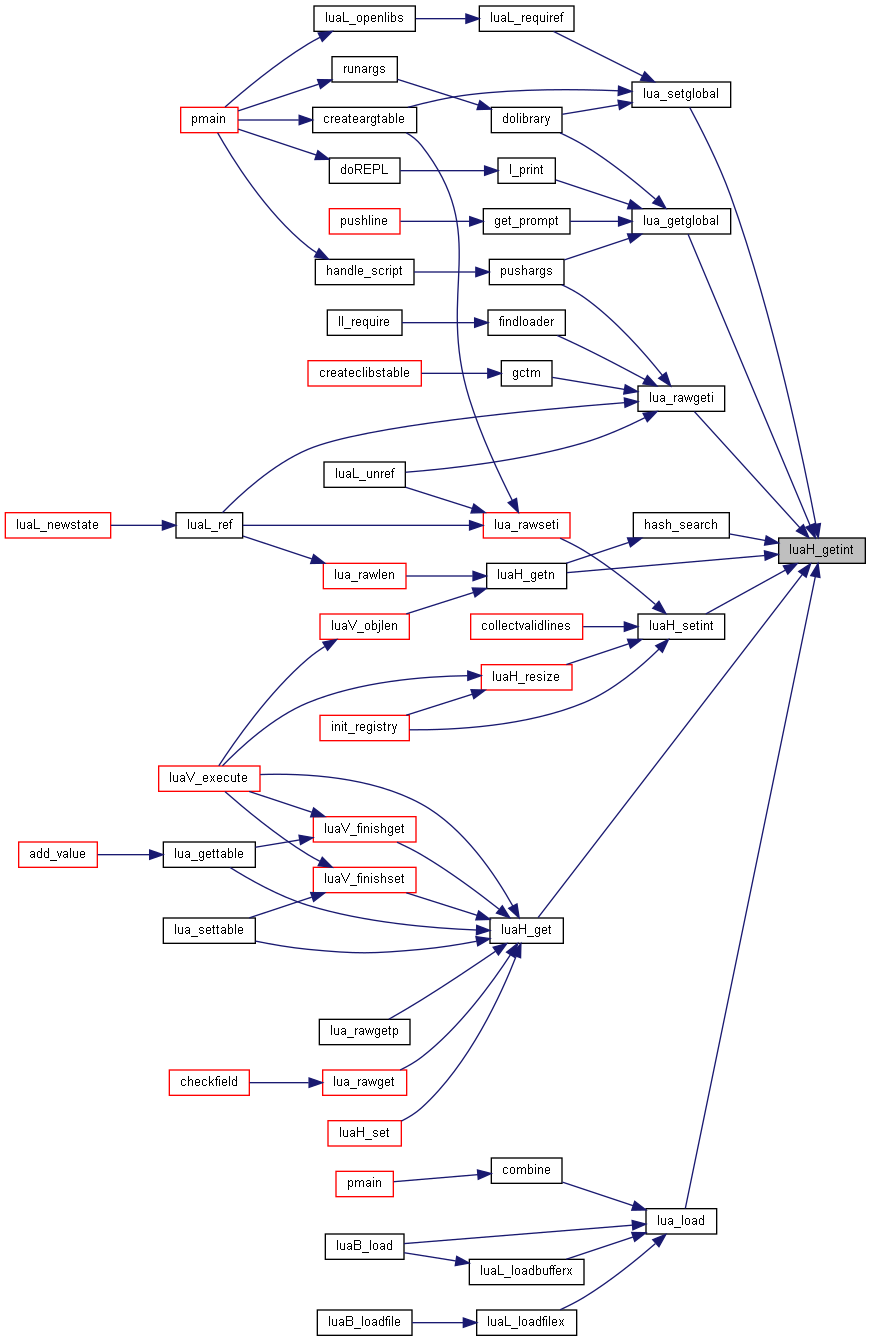 luaL_openlibs
luaL_requiref
runargs
lua_setglobal
pmain
createargtable
dolibrary
doREPL
l_print
pushline
get_prompt
lua_getglobal
handle_script
pushargs
ll_require
findloader
createclibstable
gctm
lua_rawgeti
luaL_unref
luaL_newstate
luaL_ref
lua_rawseti
hash_search
luaH_getint
lua_rawlen
luaH_getn
luaV_objlen
collectvalidlines
luaH_setint
luaH_resize
init_registry
luaV_execute
luaV_finishget
add_value
lua_gettable
luaV_finishset
lua_settable
luaH_get
lua_rawgetp
checkfield
lua_rawget
luaH_set
combine
pmain
lua_load
luaB_load
luaL_loadbufferx
luaB_loadfile
luaL_loadfilex